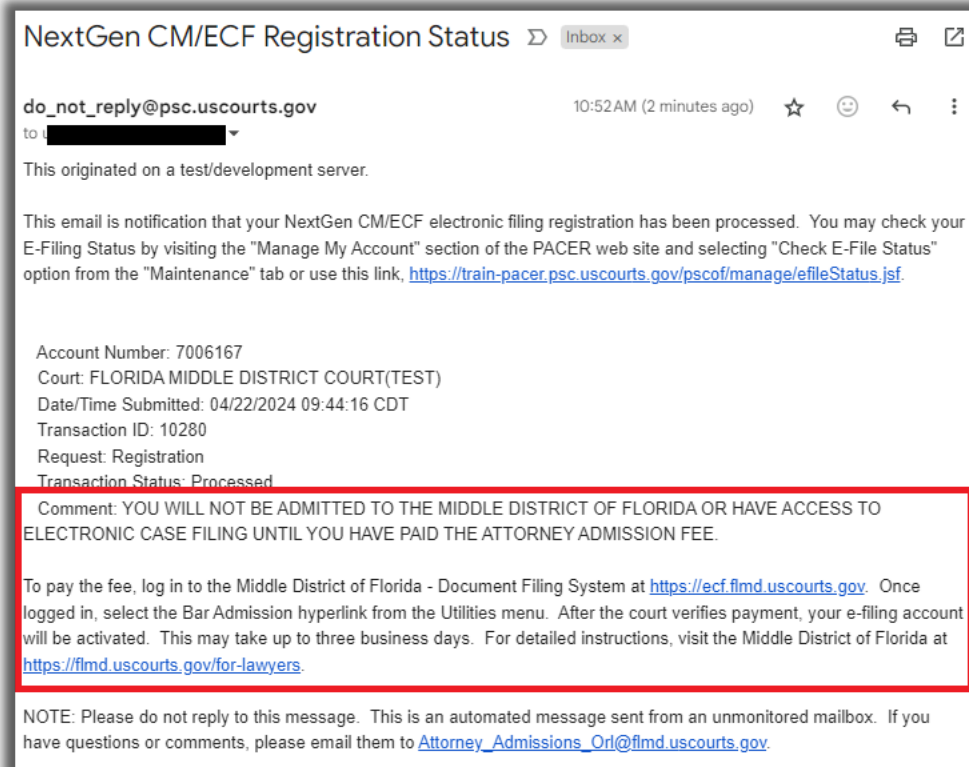 NextGen CM/ECF Registration Status Inbox ×
do_not_reply@psc.uscourts.gov 10:52 AM (2 minutes ago)
to
This originated on a test/development server.
This email is notification that your NextGen CM/ECF electronic filing registration has been processed. You may check your
E-Filing Status by visiting the "Manage My Account" section of the PACER web site and selecting "Check E-File Status"
option from the "Maintenance" tab or use this link, https://train-pacer.psc.uscourts.gov/pscof/manage/efileStatus.jsf.
Account Number: 7006167
Court: FLORIDA MIDDLE DISTRICT COURT(TEST)
Date/Time Submitted: 04/22/2024 09:44:16 CDT
Transaction ID: 10280
Request: Registration
Transaction Status: Processed
Comment: YOU WILL NOT BE ADMITTED TO THE MIDDLE DISTRICT OF FLORIDA OR HAVE ACCESS TO
ELECTRONIC CASE FILING UNTIL YOU HAVE PAID THE ATTORNEY ADMISSION FEE.
To pay the fee, log in to the Middle District of Florida - Document Filing System at https://ecf.flmd.uscourts.gov. Once
logged in, select the Bar Admission hyperlink from the Utilities menu. After the court verifies payment, your e-filing account
will be activated. This may take up to three business days. For detailed instructions, visit the Middle District of Florida at
https://flmd.uscourts.gov/for-lawyers.
NOTE: Please do not reply to this message. This is an automated message sent from an unmonitored mailbox. If you
have questions or comments, please email them to Attorney_Admissions_Orl@flmd.uscourts.gov.